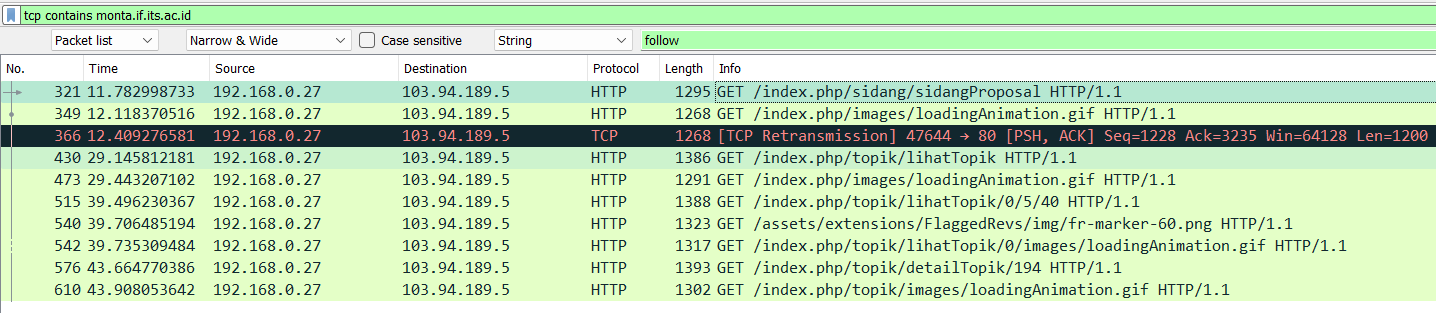 tcp contains monta.if.its.ac.id
Packet list Narrow & Wide Case sensitive String follow
No. Time Source Destination Protocol Length Info
321 11.782998733 192.168.0.27 103.94.189.5 HTTP 1295 GET /index.php/sidang/sidangProposal HTTP/1.1
349 12.118370516 192.168.0.27 103.94.189.5 HTTP 1268 GET /index.php/images/loadingAnimation.gif HTTP/1.1
366 12.409276581 192.168.0.27 103.94.189.5 TCP 1268 [TCP Retransmission] 47644 → 80 [PSH, ACK] Seq=1228 Ack=3235 Win=64128 Len=1200
430 29.145812181 192.168.0.27 103.94.189.5 HTTP 1386 GET /index.php/topik/lihatTopik HTTP/1.1
473 29.443207102 192.168.0.27 103.94.189.5 HTTP 1291 GET /index.php/images/loadingAnimation.gif HTTP/1.1
515 39.496230367 192.168.0.27 103.94.189.5 HTTP 1388 GET /index.php/topik/lihatTopik/0/5/40 HTTP/1.1
540 39.706485194 192.168.0.27 103.94.189.5 HTTP 1323 GET /assets/extensions/FlaggedRevs/img/fr-marker-60.png HTTP/1.1
542 39.735309484 192.168.0.27 103.94.189.5 HTTP 1317 GET /index.php/topik/lihatTopik/0/images/loadingAnimation.gif HTTP/1.1
576 43.664770386 192.168.0.27 103.94.189.5 HTTP 1393 GET /index.php/topik/detailTopik/194 HTTP/1.1
610 43.908053642 192.168.0.27 103.94.189.5 HTTP 1302 GET /index.php/topik/images/loadingAnimation.gif HTTP/1.1